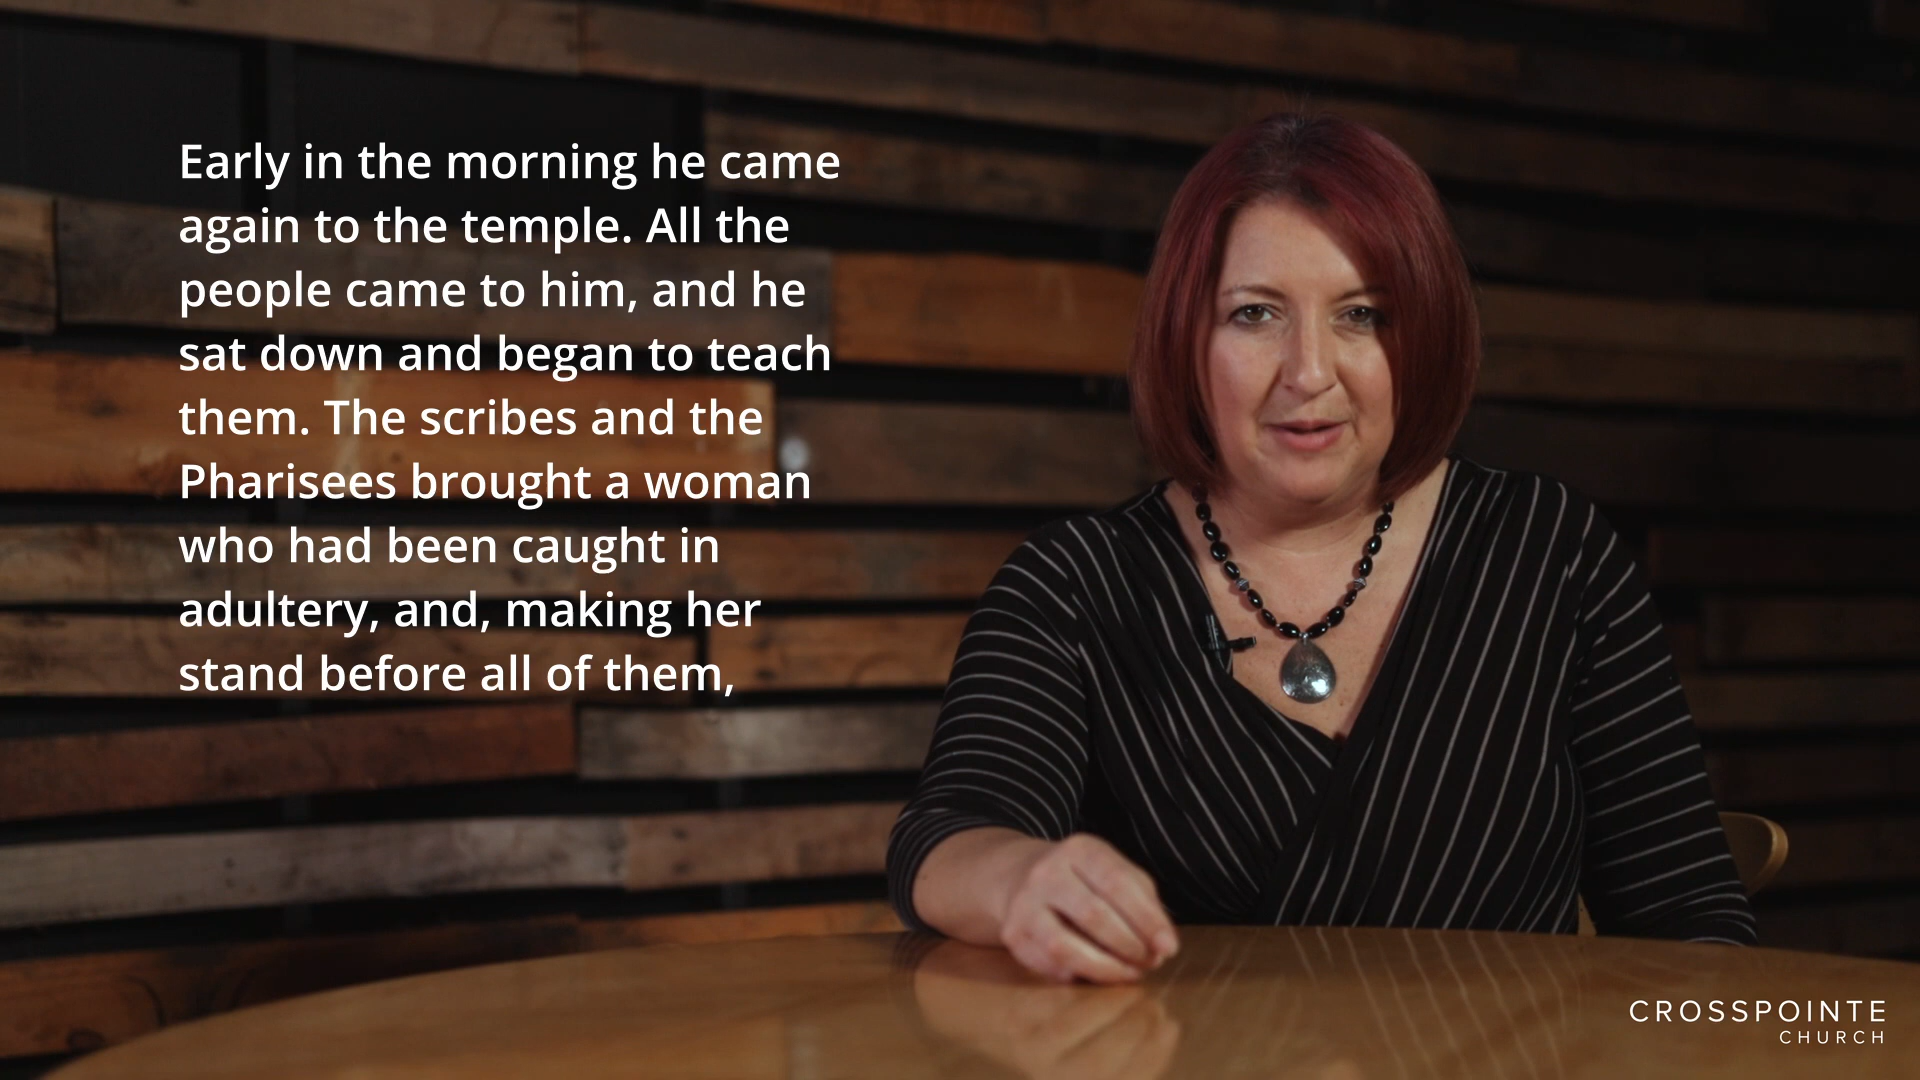 Early in the morning he came
again to the temple. All the
people came to him, and he
sat down and began to teach
them. The scribes and the
Pharisees brought a woman
who had been caught in
adultery, and, making her
stand before all of them,
CROSSPOINTE
CHURCH